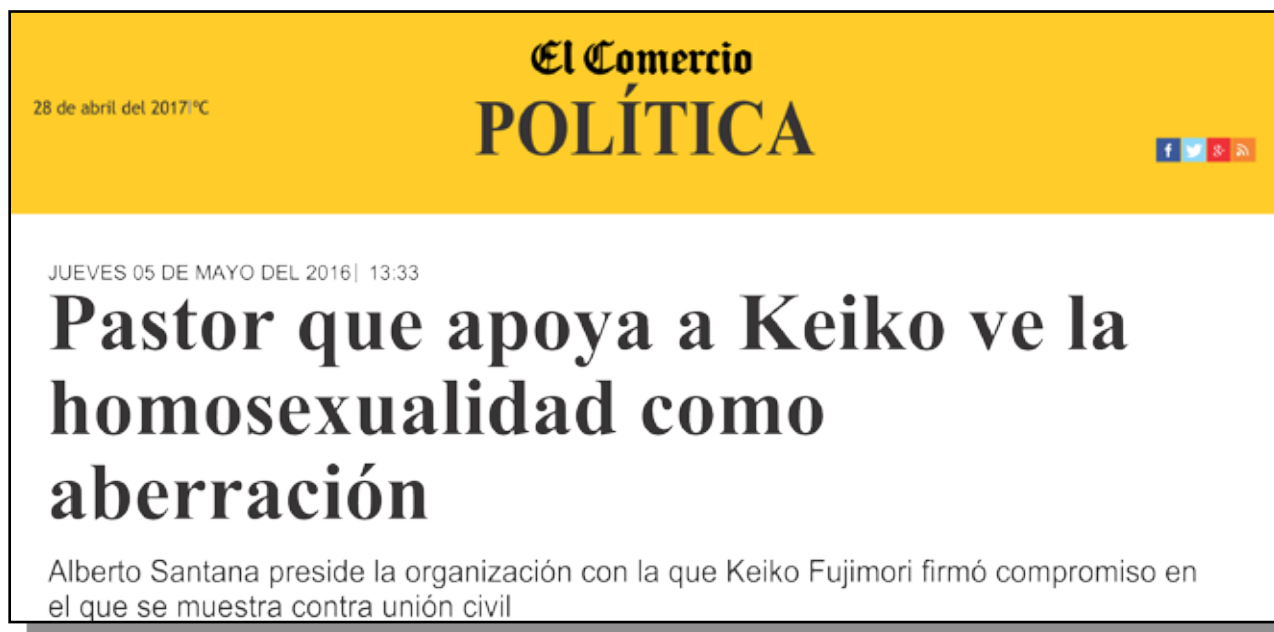 El Comercio
28 de abril del 2017|ºC
POLÍTICA
JUEVES 05 DE MAYO DEL 2016| 13:33
Pastor que apoya a Keiko ve la
homosexualidad como
aberración
Alberto Santana preside la organización con la que Keiko Fujimori firmó compromiso en
el que se muestra contra unión civil